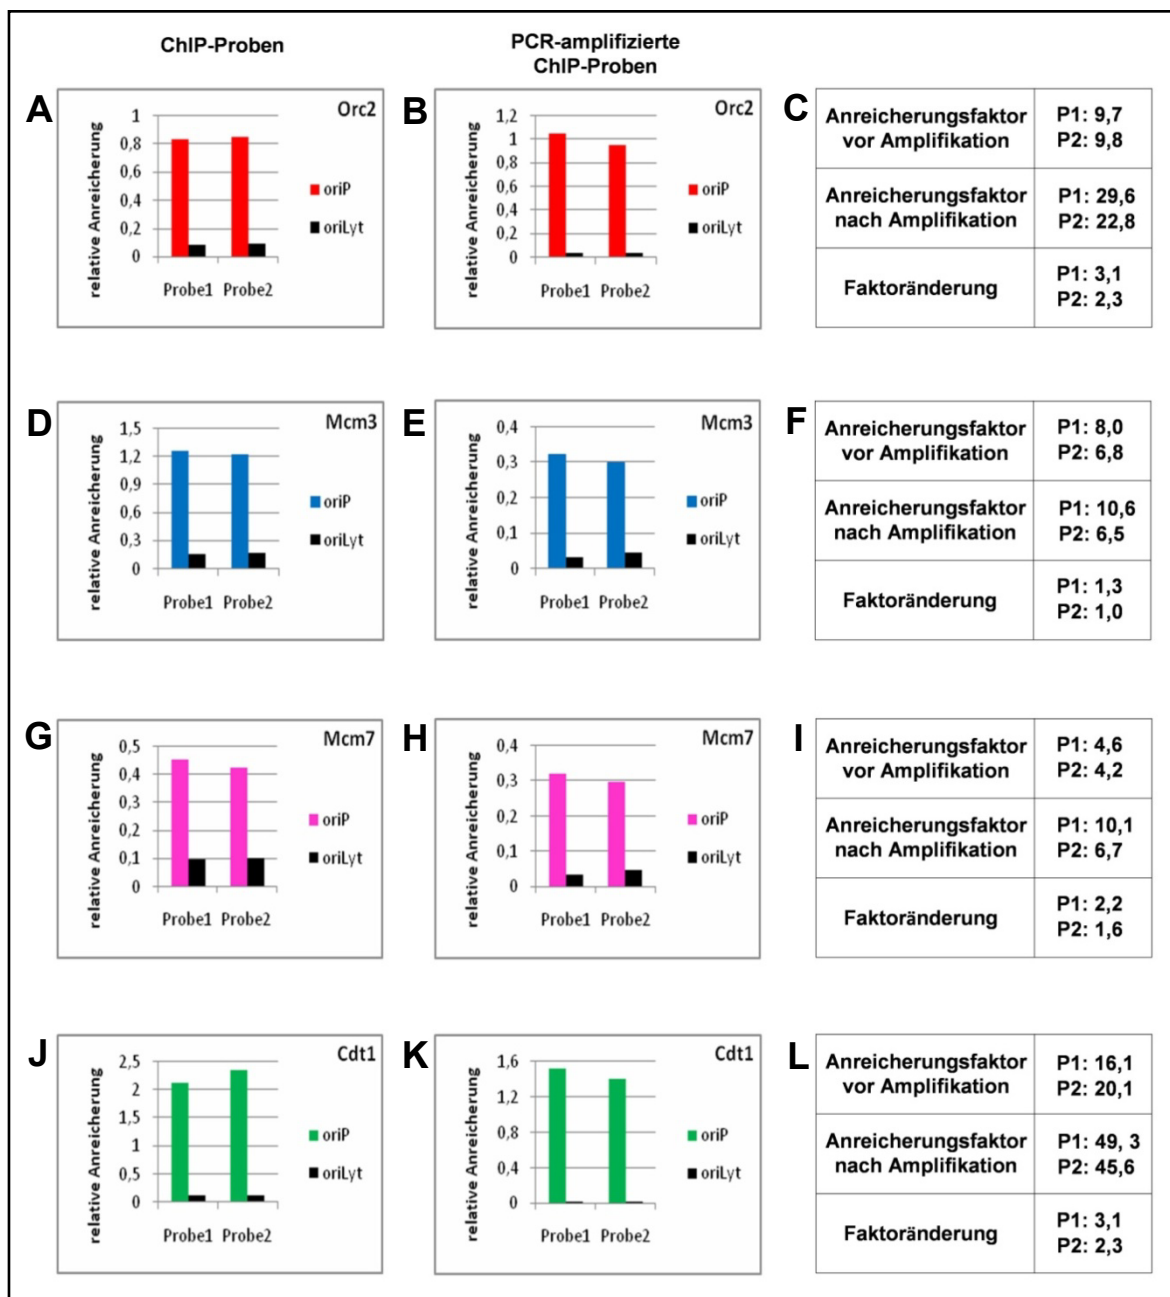 ChIP-Proben
PCR-amplifizierte
ChIP-Proben
A
Orc2
relative Anreicherung
1
0,8
0,6
0,4
0,2
0
Probe1 Probe2
oriP
oriLyt
B
Orc2
relative Anreicherung
1,2
1
0,8
0,6
0,4
0,2
0
Probe1 Probe2
oriP
oriLyt
C
Anreicherungsfaktor
vor Amplifikation
P1: 9,7
P2: 9,8
Anreicherungsfaktor
nach Amplifikation
P1: 29,6
P2: 22,8
Faktoränderung
P1: 3,1
P2: 2,3
D
Mcm3
relative Anreicherung
1,5
1,2
0,9
0,6
0,3
0
Probe1 Probe2
oriP
oriLyt
E
Mcm3
relative Anreicherung
0,4
0,3
0,2
0,1
0
Probe1 Probe2
oriP
oriLyt
F
Anreicherungsfaktor
vor Amplifikation
P1: 8,0
P2: 6,8
Anreicherungsfaktor
nach Amplifikation
P1: 10,6
P2: 6,5
Faktoränderung
P1: 1,3
P2: 1,0
G
Mcm7
relative Anreicherung
0,5
0,4
0,3
0,2
0,1
0
Probe1 Probe2
oriP
oriLyt
H
Mcm7
relative Anreicherung
0,4
0,3
0,2
0,1
0
Probe1 Probe2
oriP
oriLyt
I
Anreicherungsfaktor
vor Amplifikation
P1: 4,6
P2: 4,2
Anreicherungsfaktor
nach Amplifikation
P1: 10,1
P2: 6,7
Faktoränderung
P1: 2,2
P2: 1,6
J
Cdt1
relative Anreicherung
2,5
2
1,5
1
0,5
0
Probe1 Probe2
oriP
oriLyt
K
Cdt1
relative Anreicherung
1,6
1,2
0,8
0,4
0
Probe1 Probe2
oriP
oriLyt
L
Anreicherungsfaktor
vor Amplifikation
P1: 16,1
P2: 20,1
Anreicherungsfaktor
nach Amplifikation
P1: 49, 3
P2: 45,6
Faktoränderung
P1: 3,1
P2: 2,3